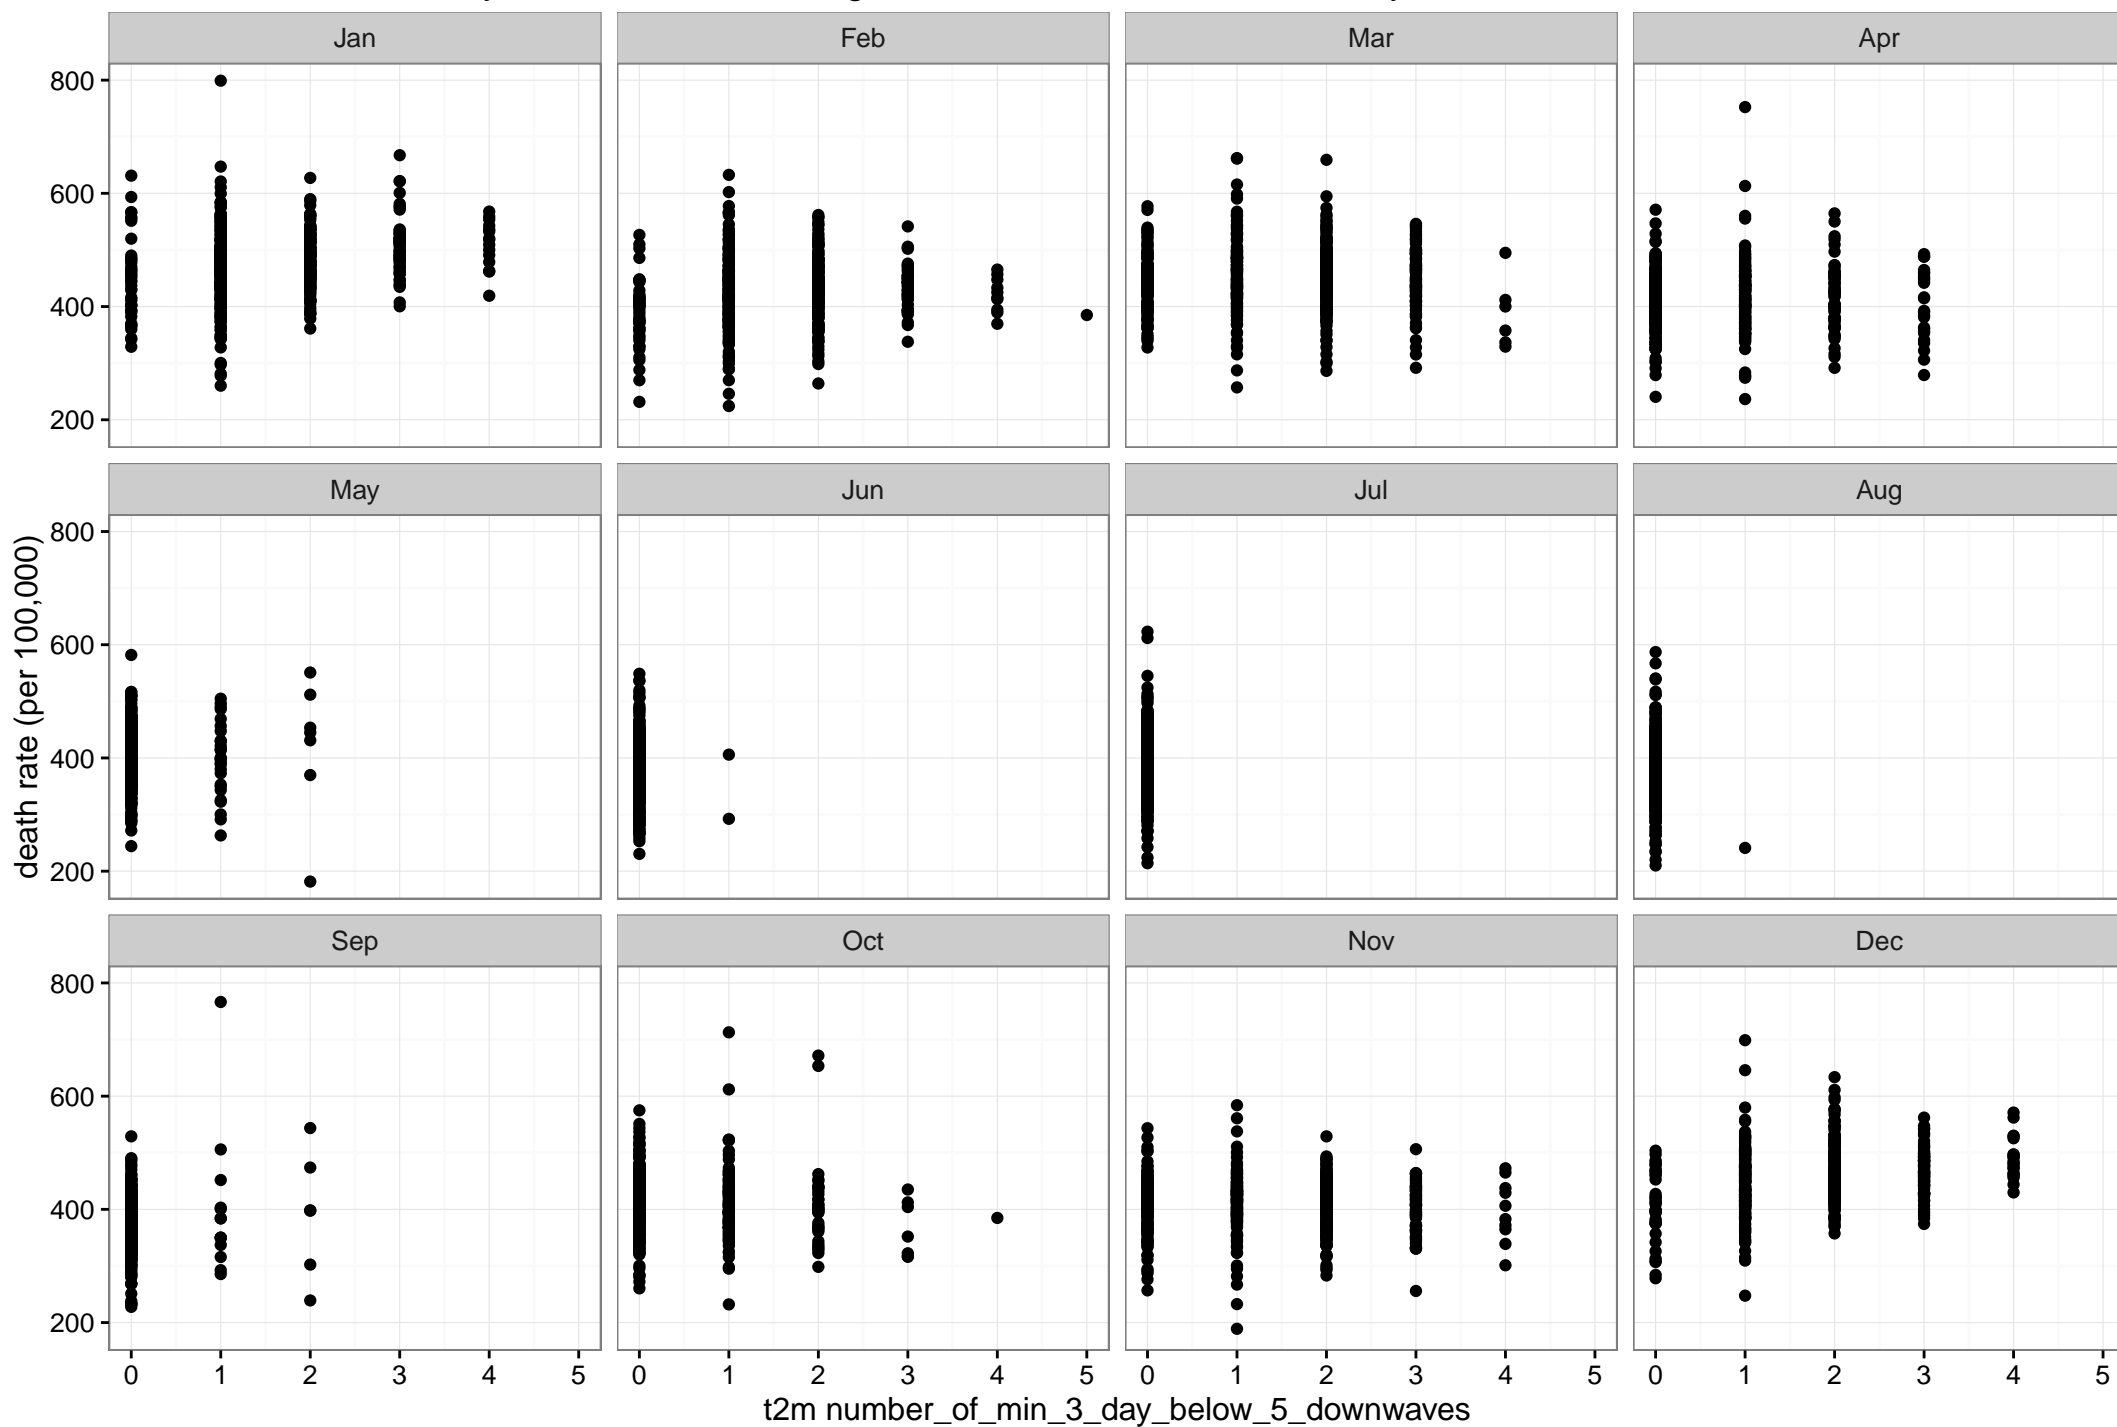 Jan Feb Mar Apr
800
600
400
200
May Jun Jul Aug
800
600
400
200
death rate (per 100,000)
Sep Oct Nov Dec
800
600
400
200
0 1 2 3 4 5 0 1 2 3 4 5 0 1 2 3 4 5 0 1 2 3 4 5
t2m number_of_min_3_day_below_5_downwaves